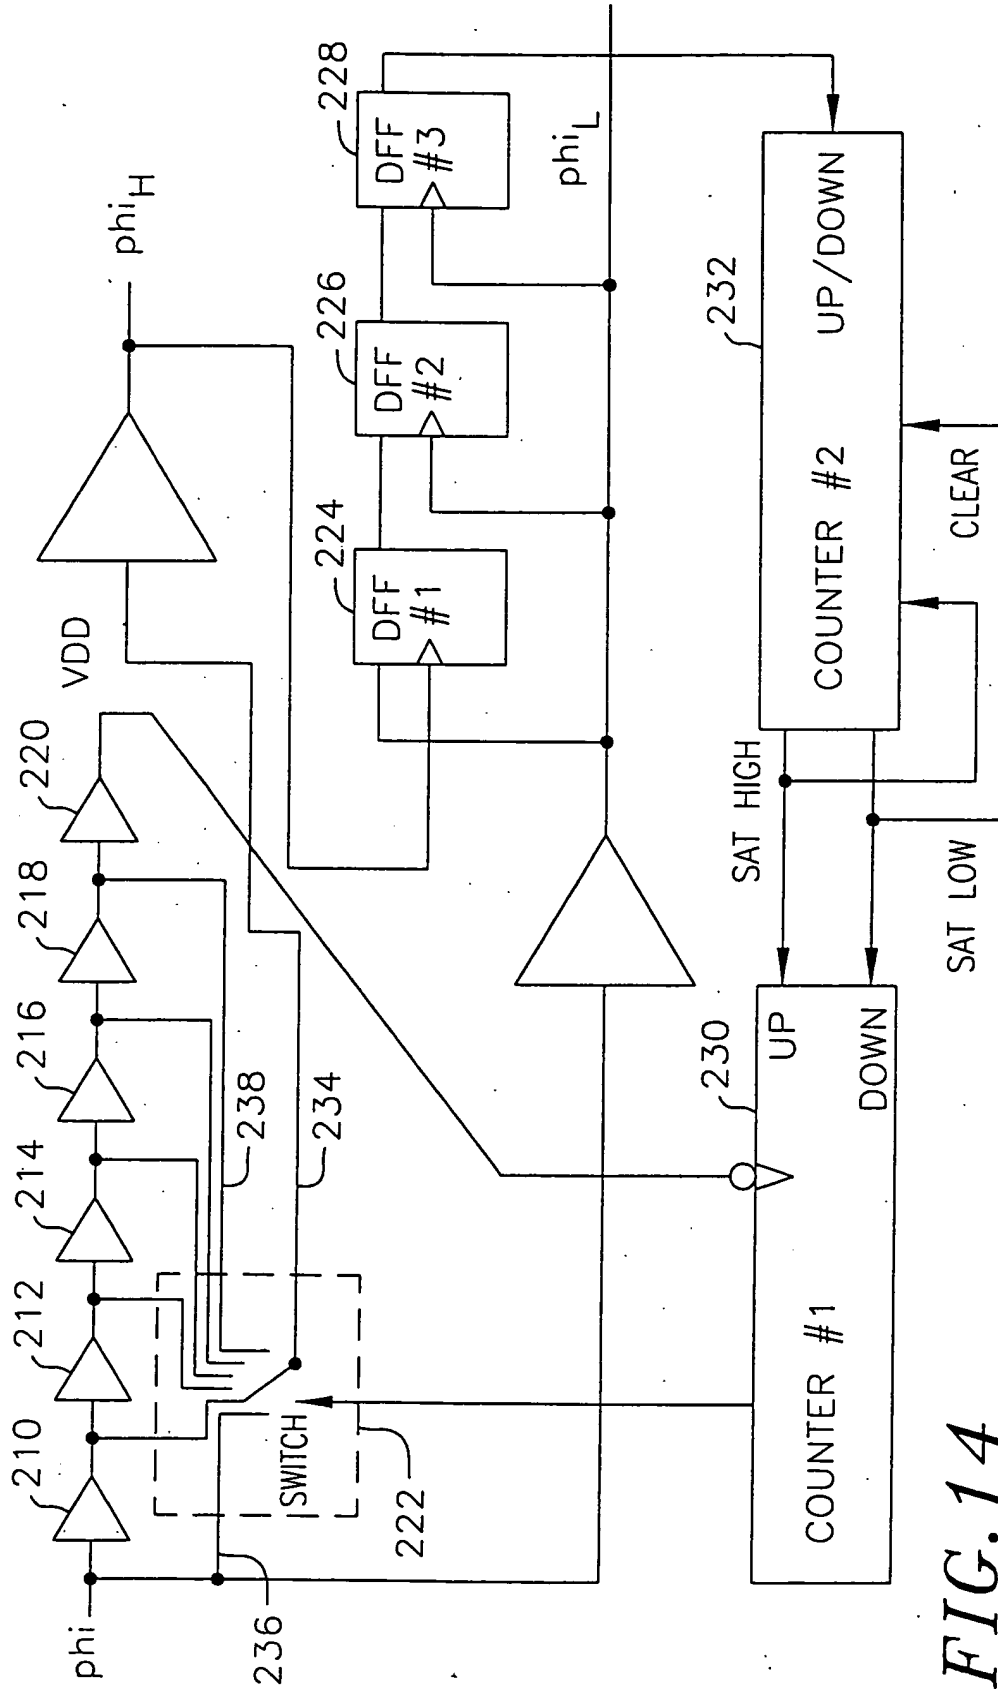 phi
210
212
214
216
218
220
VDD
phiH
236
SWITCH
222
238
234
224
DFF
#1
226
DFF
#2
228
DFF
#3
phiL
230
COUNTER #1
UP
DOWN
SAT HIGH
SAT LOW
232
COUNTER #2
UP/DOWN
CLEAR
FIG.14